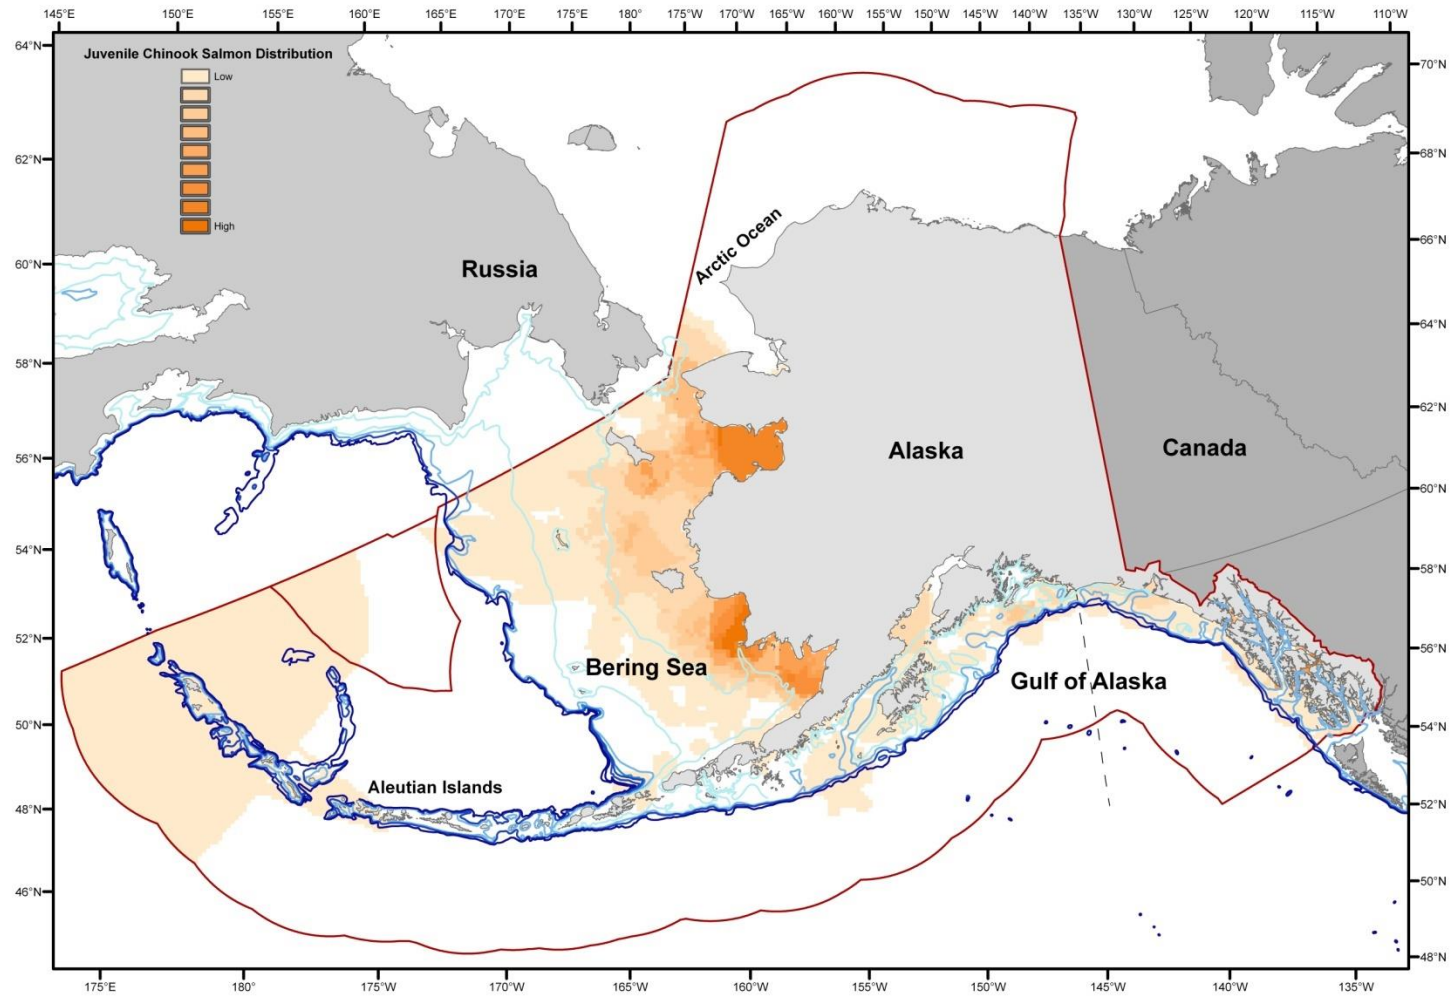 145°E 150°E 155°E 160°E 165°E 170°E 175°E 180° 175°W 170°W 165°W 160°W 155°W 150°W 145°W 140°W 135°W 130°W 125°W 120°W 115°W 110°W
64°N
Juvenile Chinook Salmon Distribution
70°N
Low
62°N
68°N
High
Arctic Ocean
66°N
60°N
Russia
64°N
58°N
62°N
Alaska
Canada
56°N
60°N
54°N
58°N
52°N
56°N
Bering Sea
Gulf of Alaska
50°N
54°N
Aleutian Islands
48°N
52°N
46°N
50°N
48°N
175°E 180° 175°W 170°W 165°W 160°W 155°W 150°W 145°W 140°W 135°W